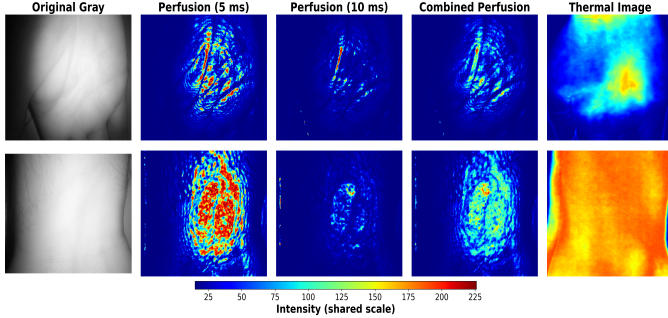 Original Gray
Perfusion (5 ms)
Perfusion (10 ms)
Combined Perfusion
Thermal Image
25 50 75 100 125 150 175 200 225
Intensity (shared scale)